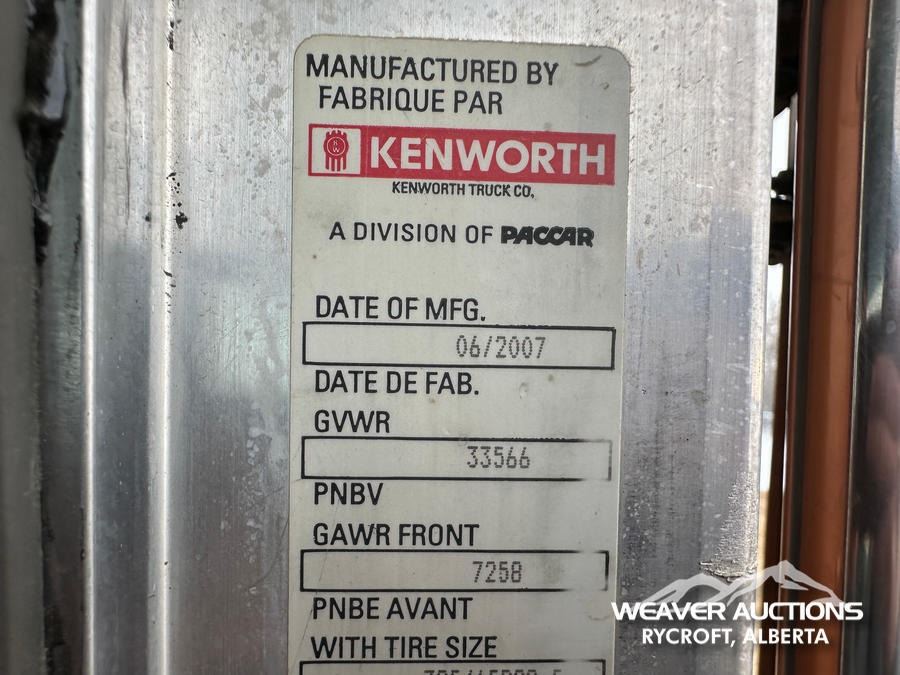 MANUFACTURED BY
FABRIQUE PAR
KENWORTH
KENWORTH TRUCK CO.
A DIVISION OF PACCAR
DATE OF MFG.
06/2007
DATE DE FAB.
GVWR
33566
PNBV
GAWR FRONT
7258
PNBE AVANT
WITH TIRE SIZE
WEAVER AUCTIONS
RYCROFT, ALBERTA